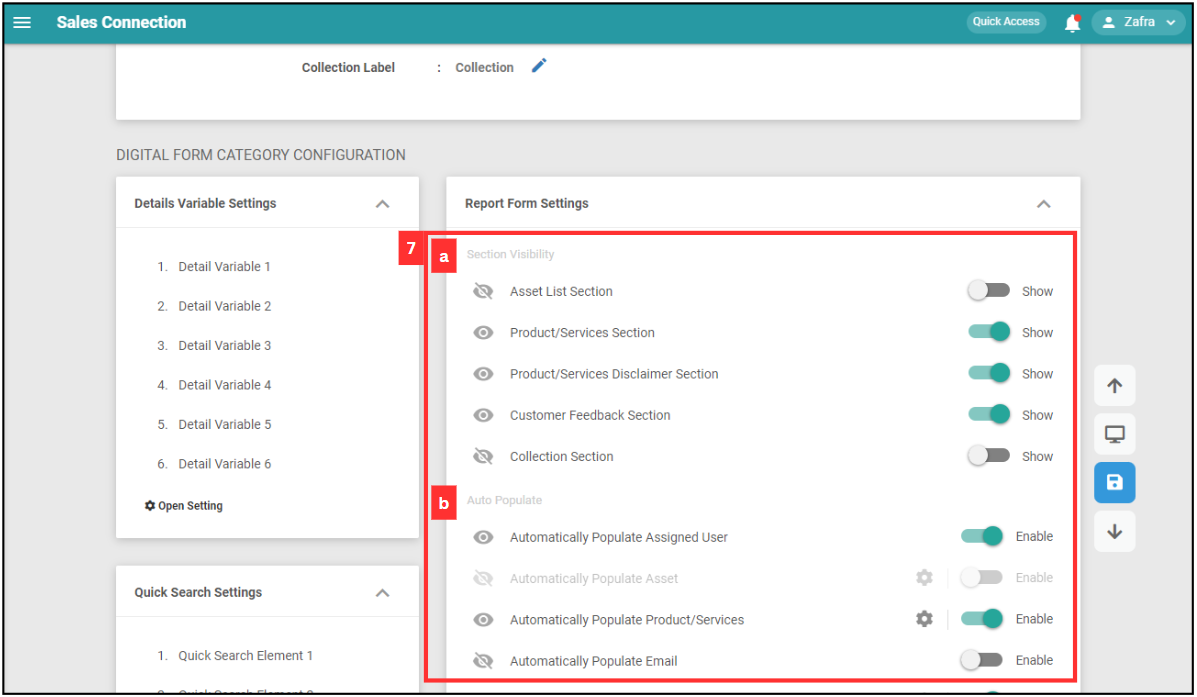 Sales Connection
Quick Access
Zafra
Collection Label : Collection
DIGITAL FORM CATEGORY CONFIGURATION
Details Variable Settings
1. Detail Variable 1
2. Detail Variable 2
3. Detail Variable 3
4. Detail Variable 4
5. Detail Variable 5
6. Detail Variable 6
Open Setting
Quick Search Settings
1. Quick Search Element 1
Report Form Settings
7
a
Section Visibility
Asset List Section Show
Product/Services Section Show
Product/Services Disclaimer Section Show
Customer Feedback Section Show
Collection Section Show
b
Auto Populate
Automatically Populate Assigned User Enable
Automatically Populate Asset Enable
Automatically Populate Product/Services Enable
Automatically Populate Email Enable